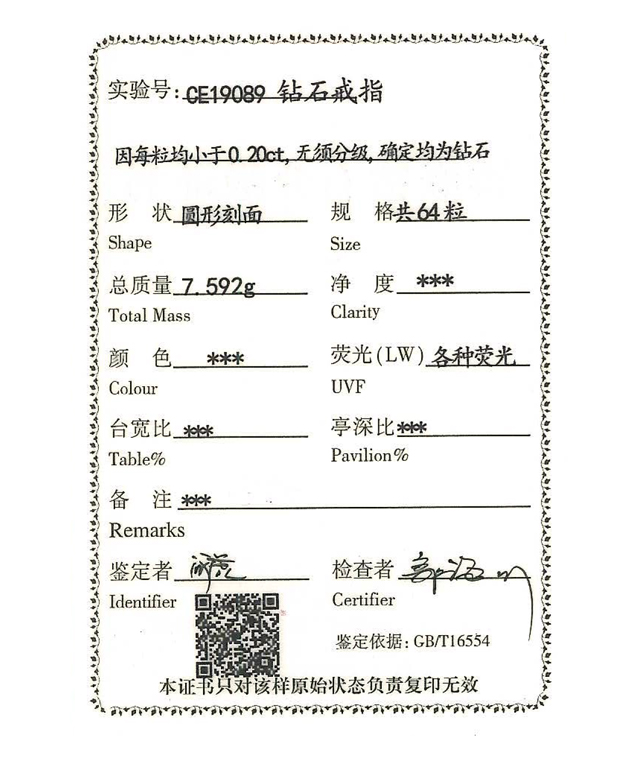 实验号: CE19089 钻石戒指
因每粒均小于0.20ct,无须分级,确定均为钻石
形 状 圆形刻面 规 格 共64粒
Shape Size
总质量 7.592g 净 度 ***
Total Mass Clarity
颜 色 *** 荧光(LW) 各种荧光
Colour UVF
台宽比 *** 亭深比 ***
Table% Pavilion%
备 注 ***
Remarks
鉴定者 检查者
Identifier Certifier
鉴定依据: GB/T16554
本证书只对该样原始状态负责复印无效